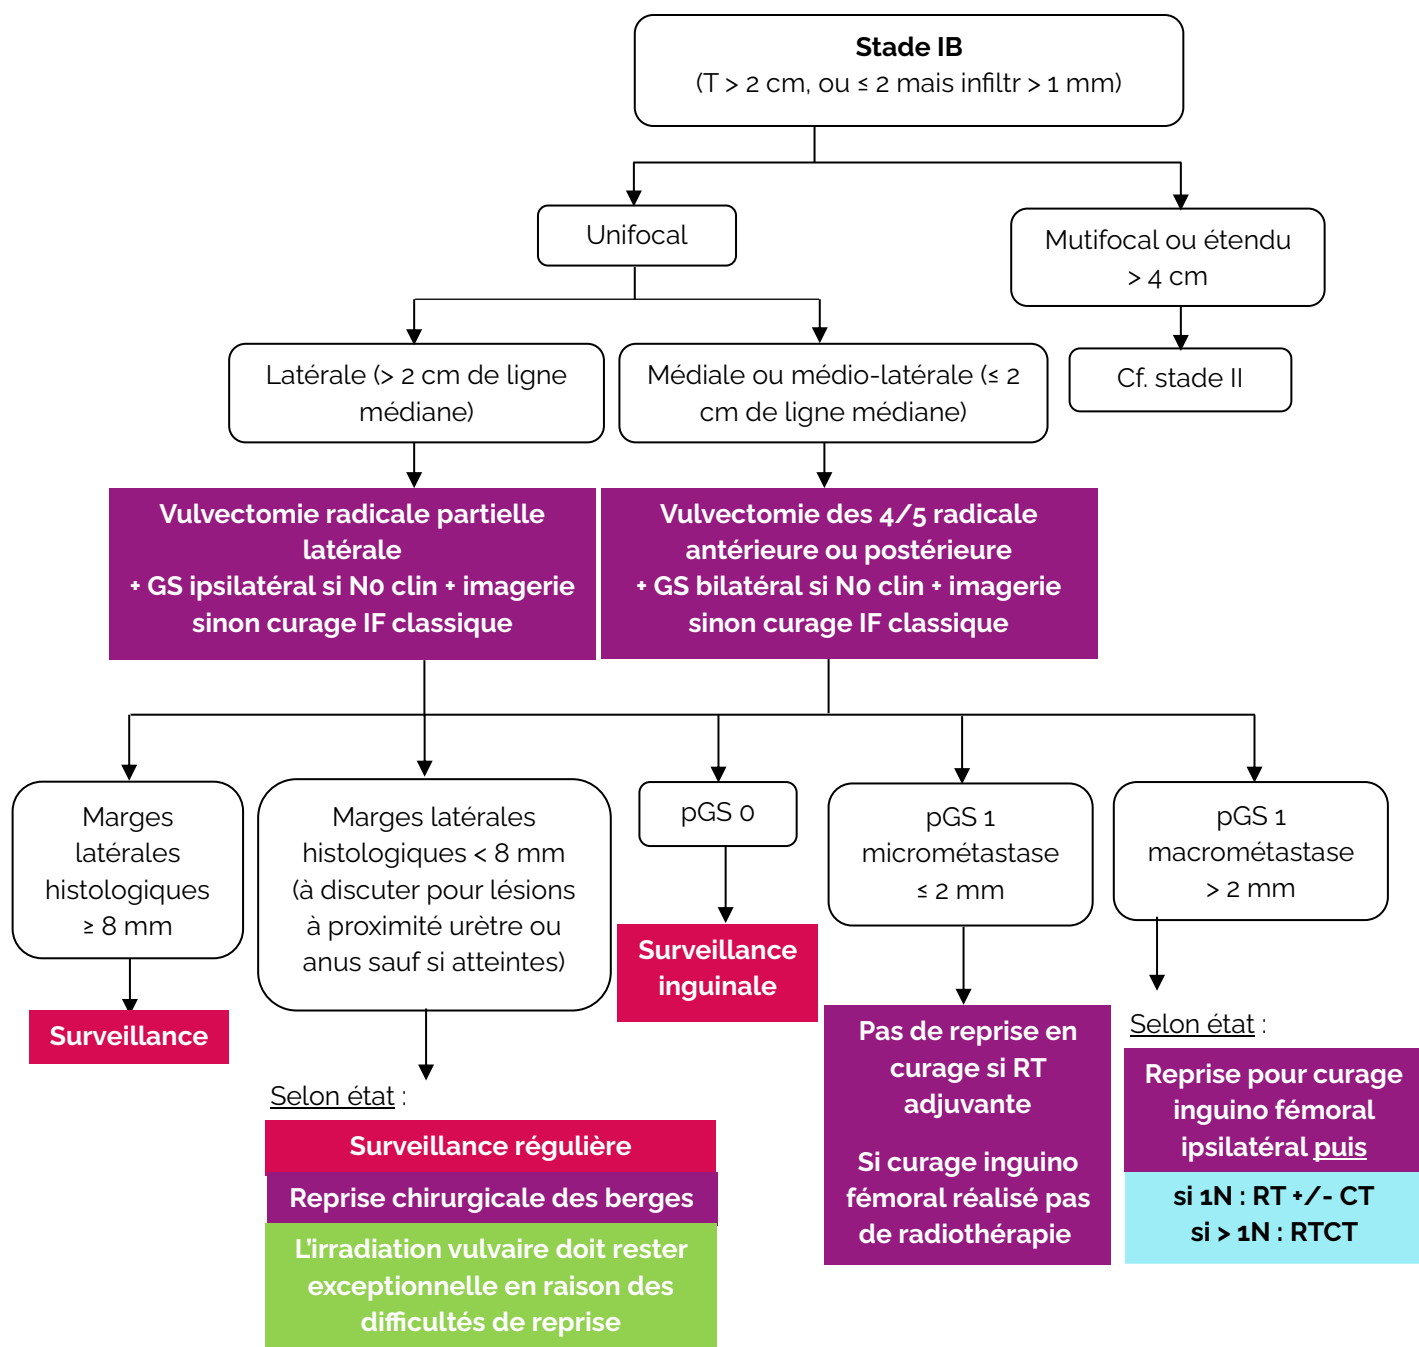 Stade IB
(T > 2 cm, ou ≤ 2 mais infiltr > 1 mm)
Unifocal
Mutifocal ou étendu
> 4 cm
Latérale (> 2 cm de ligne
médiane)
Médiale ou médio-latérale (≤ 2
cm de ligne médiane)
Cf. stade II
Vulvectomie radicale partielle
latérale
+ GS ipsilatéral si N0 clin + imagerie
sinon curage IF classique
Vulvectomie des 4/5 radicale
antérieure ou postérieure
+ GS bilatéral si N0 clin + imagerie
sinon curage IF classique
Marges
latérales
histologiques
≥ 8 mm
Surveillance
Marges latérales
histologiques < 8 mm
(à discuter pour lésions
à proximité urètre ou
anus sauf si atteintes)
Selon état :
Surveillance régulière
Reprise chirurgicale des berges
L'irradiation vulvaire doit rester
exceptionnelle en raison des
difficultés de reprise
pGS 0
Surveillance
inguinale
pGS 1
micrométastase
≤ 2 mm
Pas de reprise en
curage si RT
adjuvante
Si curage inguino
fémoral réalisé pas
de radiothérapie
pGS 1
macrométastase
> 2 mm
Selon état :
Reprise pour curage
inguino fémoral
ipsilatéral puis
si 1N : RT +/- CT
si > 1N : RTCT